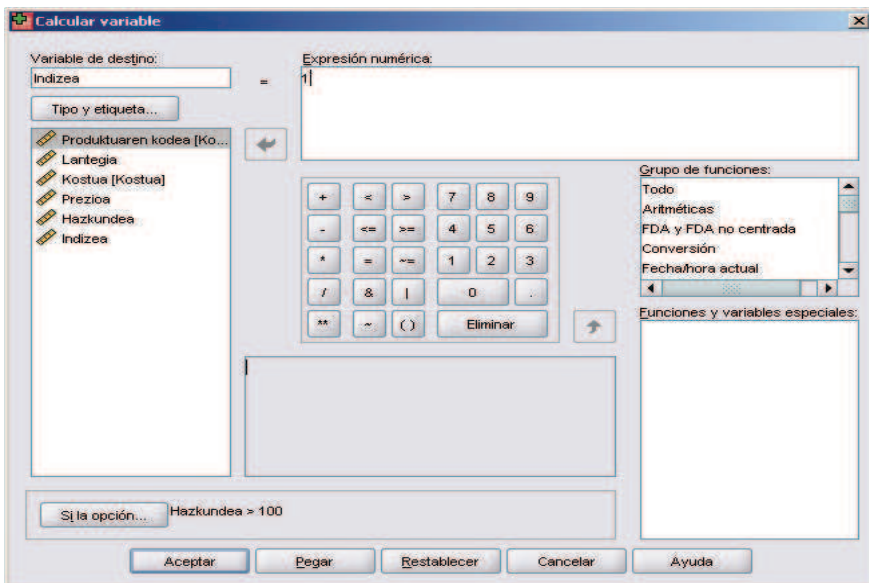 Calcular variable
Variable de destino:
Indizea
=
Expresión numérica:
1
Tipo y etiqueta...
Produktuaren kodea [Ko...
Lantegia
Kostua [Kostua]
Prezioa
Hazkundea
Indizea
+ < > 7 8 9
- <= >= 4 5 6
* = ~= 1 2 3
/ & | 0 .
** ~ ( ) Eliminar
Grupo de funciones:
Todo
Aritméticas
FDA y FDA no centrada
Conversión
Fecha/hora actual
Funciones y variables especiales:
Si la opción...
Hazkundea > 100
Aceptar
Pegar
Restablecer
Cancelar
Ayuda